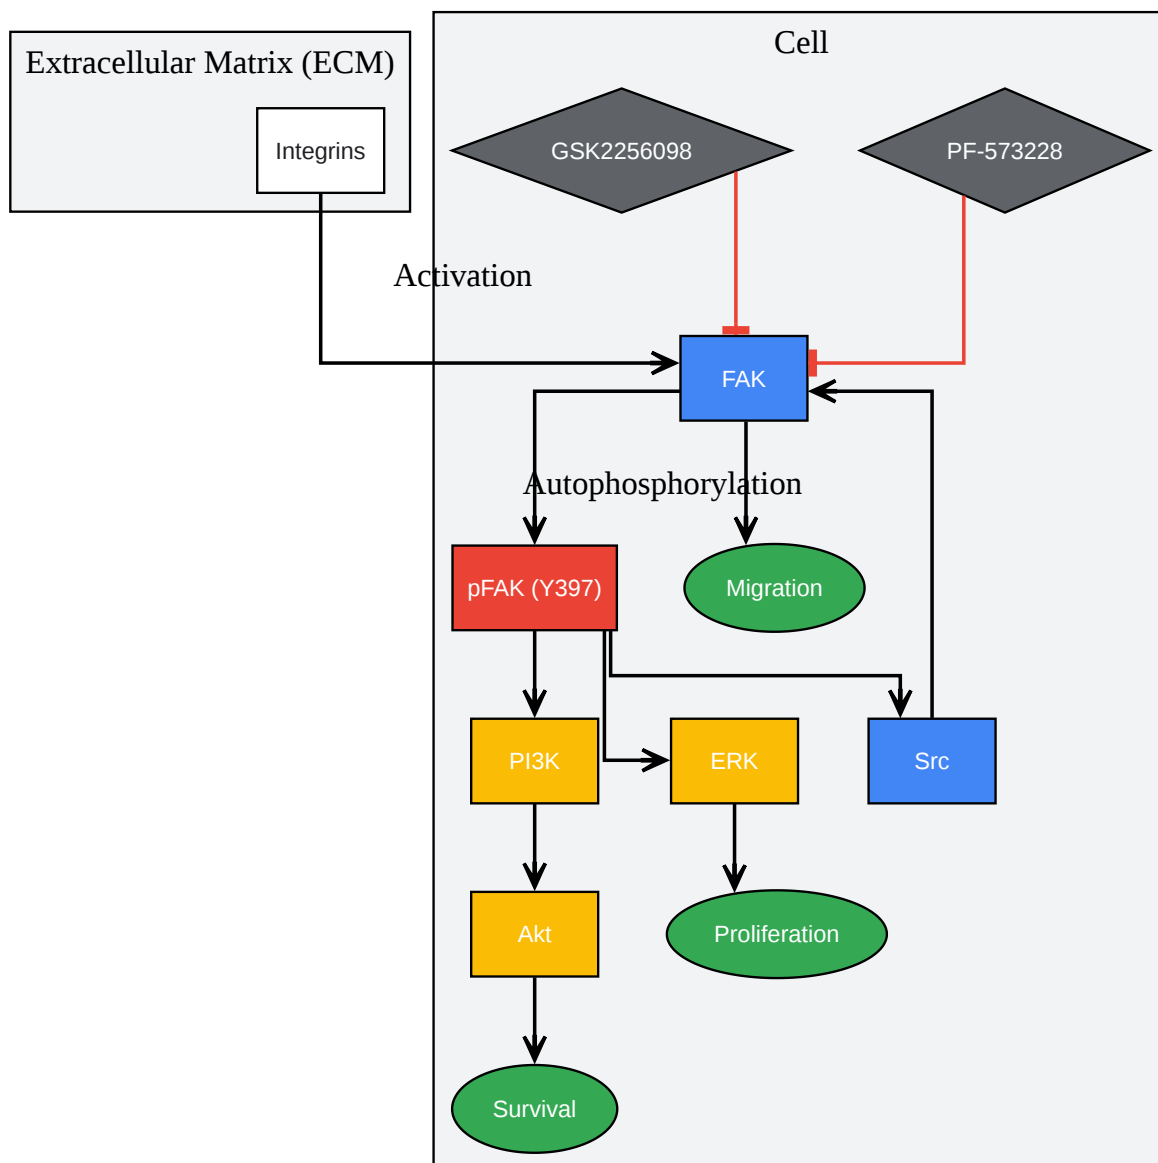 Cell
Extracellular Matrix (ECM)
Integrins
GSK2256098
PF-573228
Activation
FAK
Autophosphorylation
pFAK (Y397)
Migration
PI3K
ERK
Src
Akt
Proliferation
Survival